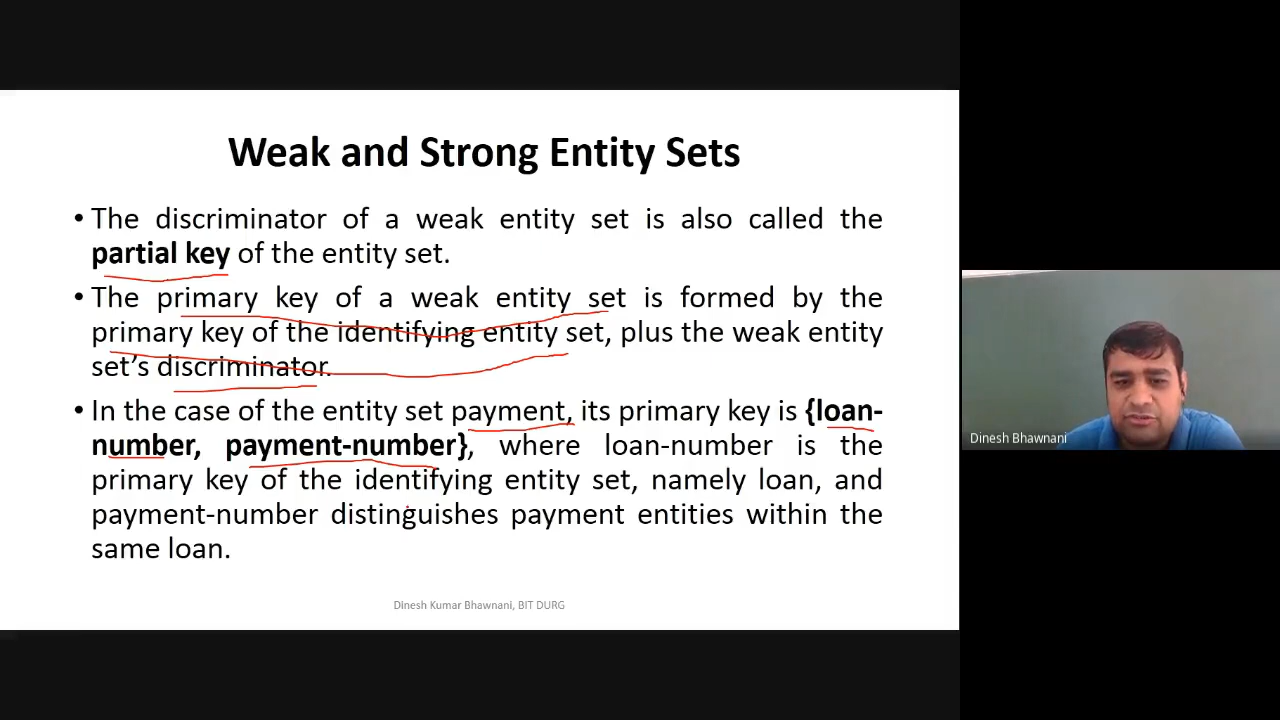 Weak and Strong Entity Sets
• The discriminator of a weak entity set is also called the
partial key of the entity set.
• The primary key of a weak entity set is formed by the
primary key of the identifying entity set, plus the weak entity
set’s discriminator.
• In the case of the entity set payment, its primary key is {loan-
number, payment-number}, where loan-number is the
primary key of the identifying entity set, namely loan, and
payment-number distinguishes payment entities within the
same loan.
Dinesh Kumar Bhawnani, BIT DURG
Dinesh Bhawnani